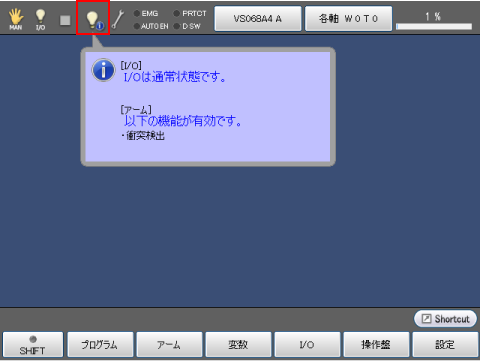 MAN
I/O
EMG
PRTCT
AUTO EN
D SW
VS068A4 A
各軸 W 0 T 0
1 %
[I/O]
I/Oは通常状態です。
[アーム]
以下の機能が有効です。
・衝突検出
Shortcut
SHIFT
プログラム
アーム
変数
I/O
操作盤
設定